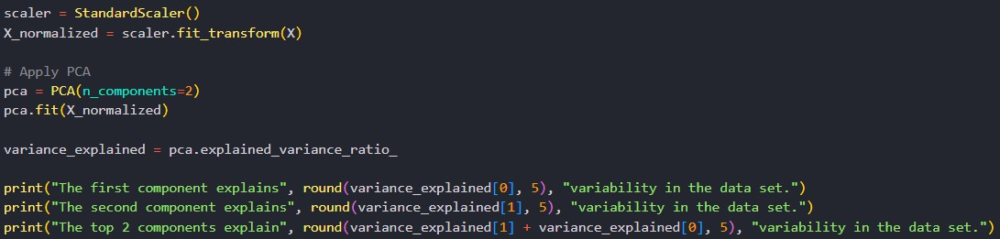 scaler = StandardScaler()
X_normalized = scaler.fit_transform(X)
# Apply PCA
pca = PCA(n_components=2)
pca.fit(X_normalized)
variance_explained = pca.explained_variance_ratio_
print("The first component explains", round(variance_explained[0], 5), "variability in the data set.")
print("The second component explains", round(variance_explained[1], 5), "variability in the data set.")
print("The top 2 components explain", round(variance_explained[1] + variance_explained[0], 5), "variability in the data set.")